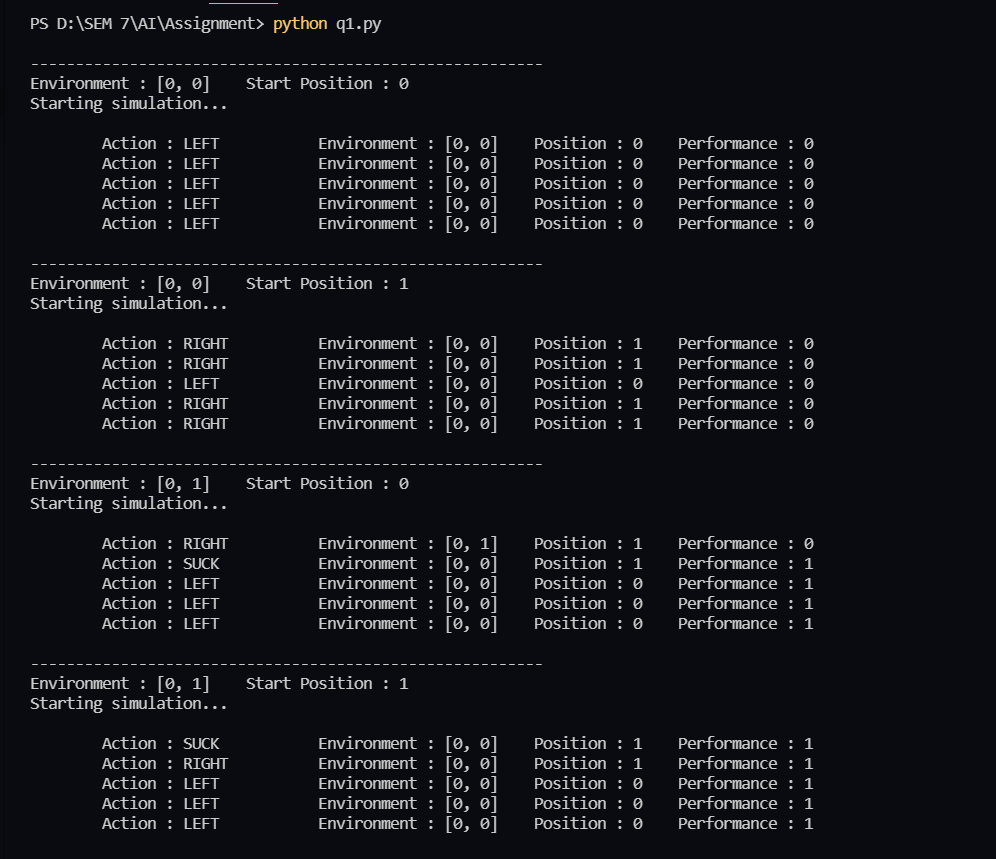 PS D:\SEM 7\AI\Assignment> python q1.py
---------------------------------------------------------
Environment : [0, 0]    Start Position : 0
Starting simulation...
        Action : LEFT           Environment : [0, 0]    Position : 0    Performance : 0
        Action : LEFT           Environment : [0, 0]    Position : 0    Performance : 0
        Action : LEFT           Environment : [0, 0]    Position : 0    Performance : 0
        Action : LEFT           Environment : [0, 0]    Position : 0    Performance : 0
        Action : LEFT           Environment : [0, 0]    Position : 0    Performance : 0
---------------------------------------------------------
Environment : [0, 0]    Start Position : 1
Starting simulation...
        Action : RIGHT          Environment : [0, 0]    Position : 1    Performance : 0
        Action : RIGHT          Environment : [0, 0]    Position : 1    Performance : 0
        Action : LEFT           Environment : [0, 0]    Position : 0    Performance : 0
        Action : RIGHT          Environment : [0, 0]    Position : 1    Performance : 0
        Action : RIGHT          Environment : [0, 0]    Position : 1    Performance : 0
---------------------------------------------------------
Environment : [0, 1]    Start Position : 0
Starting simulation...
        Action : RIGHT          Environment : [0, 1]    Position : 1    Performance : 0
        Action : SUCK           Environment : [0, 0]    Position : 1    Performance : 1
        Action : LEFT           Environment : [0, 0]    Position : 0    Performance : 1
        Action : LEFT           Environment : [0, 0]    Position : 0    Performance : 1
        Action : LEFT           Environment : [0, 0]    Position : 0    Performance : 1
---------------------------------------------------------
Environment : [0, 1]    Start Position : 1
Starting simulation...
        Action : SUCK           Environment : [0, 0]    Position : 1    Performance : 1
        Action : RIGHT          Environment : [0, 0]    Position : 1    Performance : 1
        Action : LEFT           Environment : [0, 0]    Position : 0    Performance : 1
        Action : LEFT           Environment : [0, 0]    Position : 0    Performance : 1
        Action : LEFT           Environment : [0, 0]    Position : 0    Performance : 1